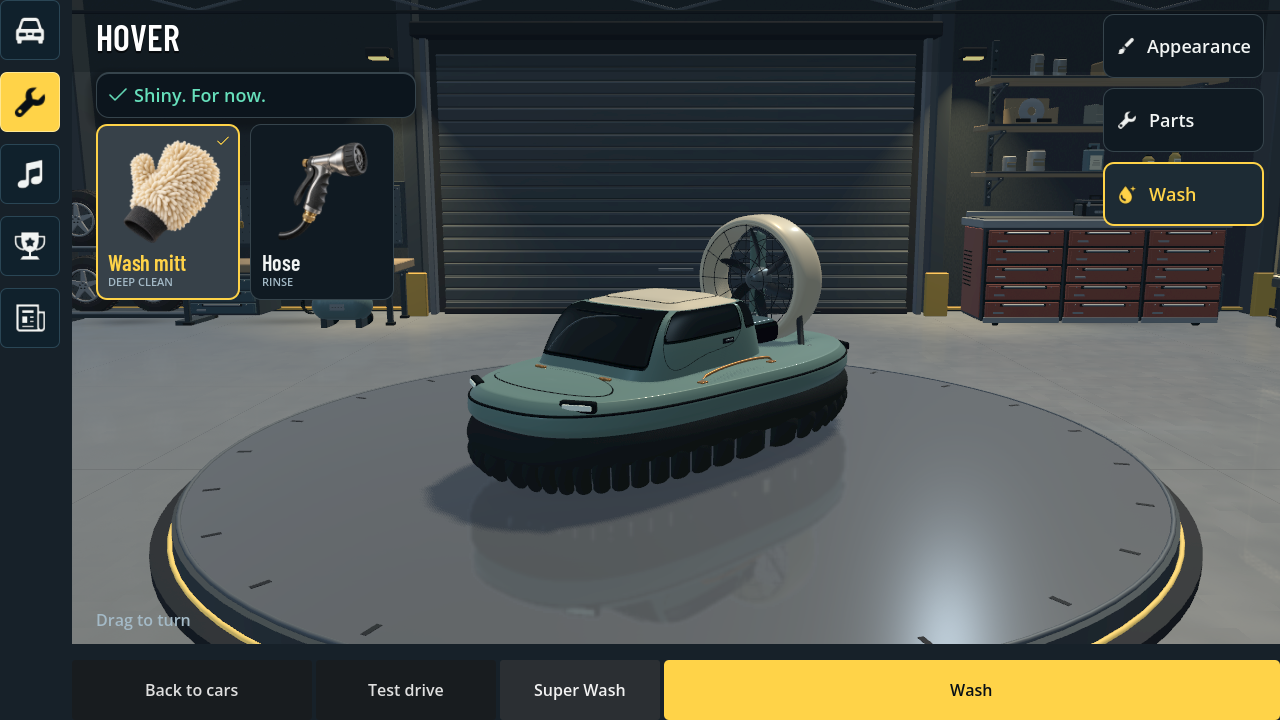 HOVER
Shiny. For now.
Wash mitt
DEEP CLEAN
Hose
RINSE
Appearance
Parts
Wash
Drag to turn
Back to cars
Test drive
Super Wash
Wash